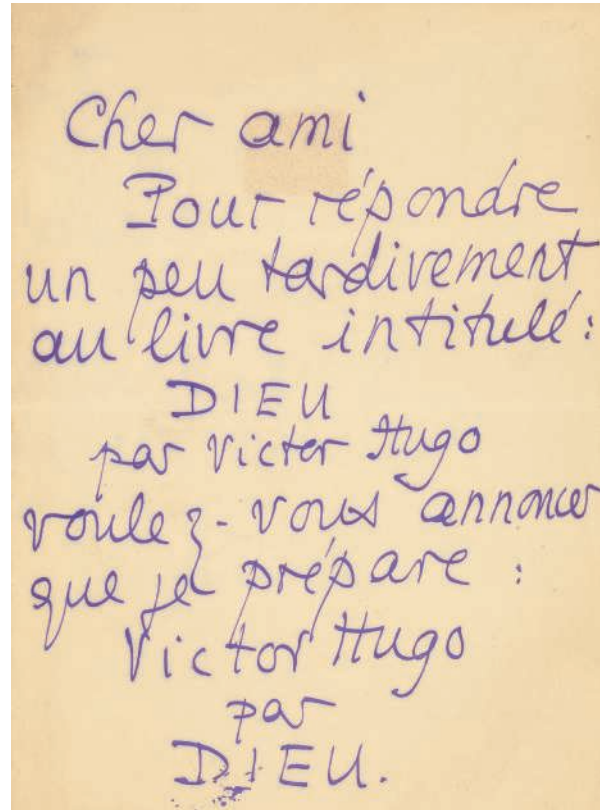 Cher ami
Pour répondre
un peu tardivement
au livre intitulé :
DIEU
par Victor Hugo
voulez-vous annoncer
que je prépare :
Victor Hugo
par
DIEU.